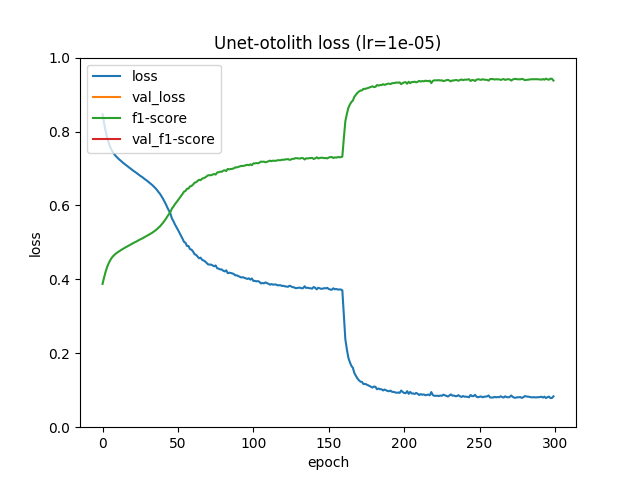 Unet-otolith loss (lr=1e-05)
loss
val_loss
f1-score
val_f1-score
1.0
0.8
0.6
0.4
0.2
0.0
loss
0 50 100 150 200 250 300
epoch